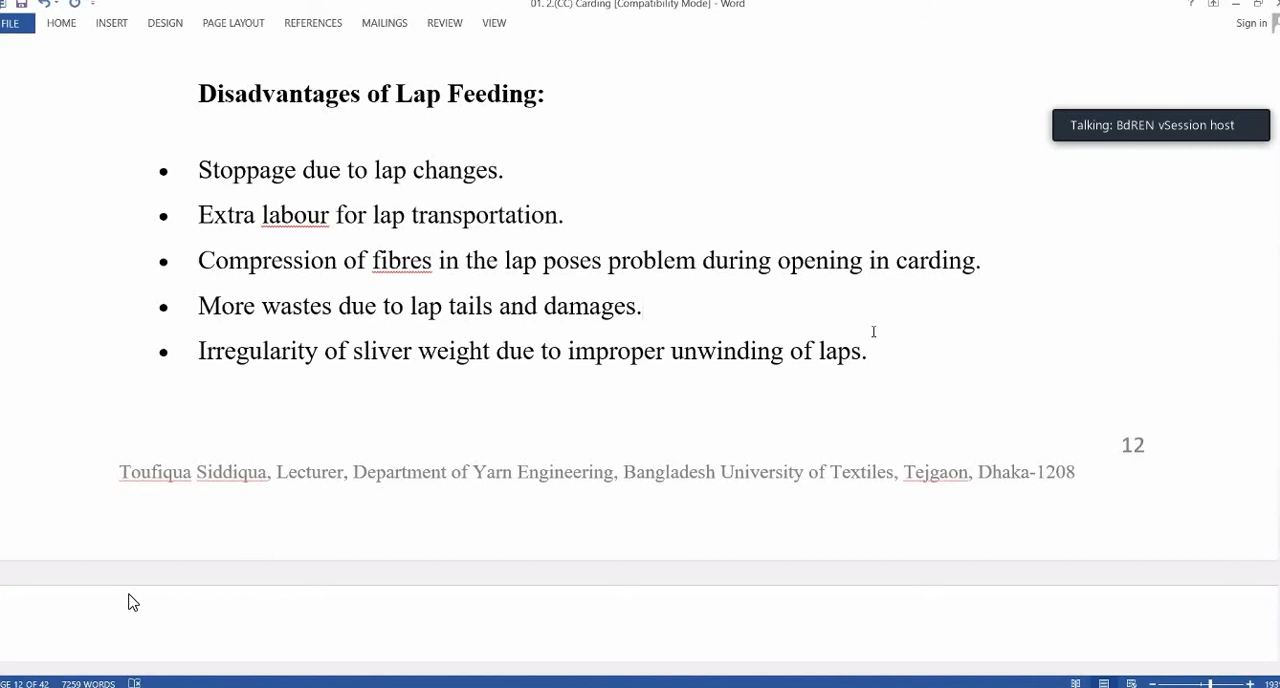 01. 2.(CC) Carding [Compatibility Mode] - Word
?
FILE HOME INSERT DESIGN PAGE LAYOUT REFERENCES MAILINGS REVIEW VIEW Sign in
Disadvantages of Lap Feeding:
Talking: BdREN vSession host
• Stoppage due to lap changes.
• Extra labour for lap transportation.
• Compression of fibres in the lap poses problem during opening in carding.
• More wastes due to lap tails and damages.
• Irregularity of sliver weight due to improper unwinding of laps.
12
Toufiqua Siddiqua, Lecturer, Department of Yarn Engineering, Bangladesh University of Textiles, Tejgaon, Dhaka-1208
GE 12 OF 42 7259 WORDS